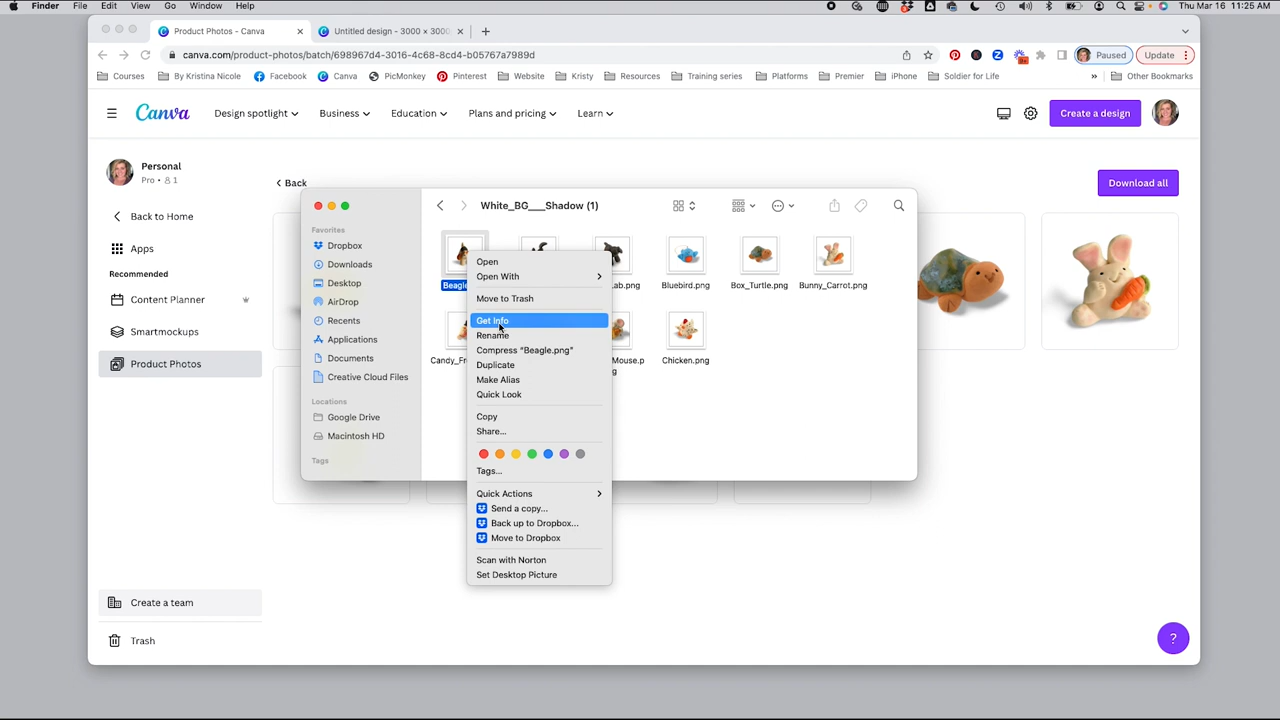 Finder File Edit View Go Window Help Thu Mar 16 11:25 AM
Product Photos - Canva Untitled design - 3000 × 3000
canva.com/product-photos/batch/698967d4-3016-4c68-8cd4-b05767a7989d Paused Update
Courses By Kristina Nicole Facebook Canva PicMonkey Pinterest Website Kristy Resources Training series Platforms Premier iPhone Soldier for Life » Other Bookmarks
Canva Design spotlight Business Education Plans and pricing Learn Create a design
Personal
Pro • 1
Back to Home
Apps
Recommended
Content Planner
Smartmockups
Product Photos
Create a team
Trash
Back Download all
White_BG___Shadow (1)
Favorites
Dropbox
Downloads
Desktop
AirDrop
Recents
Applications
Documents
Creative Cloud Files
Locations
Google Drive
Macintosh HD
Tags
Beagle Lab.png Bluebird.png Box_Turtle.png Bunny_Carrot.png
Candy_Fr Mouse.p
g Chicken.png
Open
Open With
Move to Trash
Get Info
Rename
Compress “Beagle.png”
Duplicate
Make Alias
Quick Look
Copy
Share...
Tags...
Quick Actions
Send a copy...
Back up to Dropbox...
Move to Dropbox
Scan with Norton
Set Desktop Picture
?